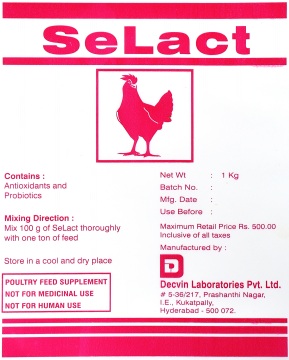 SeLact
Contains :
Antioxidants and
Probiotics
Mixing Direction :
Mix 100 g of SeLact thoroughly
with one ton of feed
Store in a cool and dry place
POULTRY FEED SUPPLEMENT
NOT FOR MEDICINAL USE
NOT FOR HUMAN USE
Net Wt : 1 Kg
Batch No. :
Mfg. Date :
Use Before :
Maximum Retail Price Rs. 500.00
Inclusive of all taxes
Manufactured by :
D
Decvin Laboratories Pvt. Ltd.
# 5-36/217, Prashanthi Nagar,
I.E., Kukatpally,
Hyderabad - 500 072.